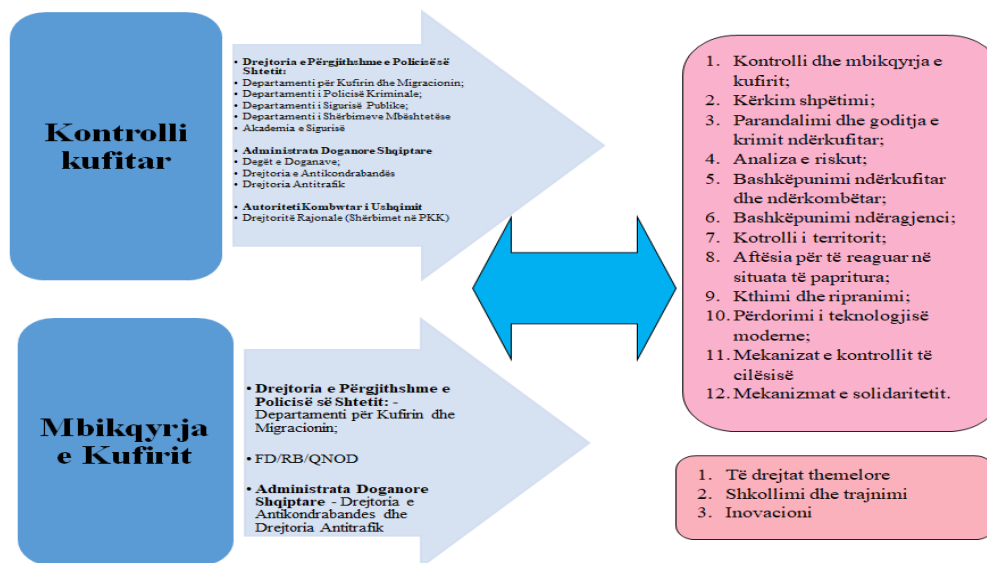 Kontrolli
kufitar
• Drejtoria e Përgjithshme e Policisë së
Shtetit:
• Departamenti për Kufirin dhe Migracionin;
• Departamenti i Policisë Kriminale;
• Departamenti i Sigurisë Publike;
• Departamenti i Shërbimeve Mbështetëse
• Akademia e Sigurisë
• Administrata Doganore Shqiptare
• Degët e Doganave;
• Drejtoria e Antikontrabandës
• Drejtoria Antitrafik
• Autoriteti Kombwtar i Ushqimit
• Drejtoritë Rajonale (Shërbimet në PKK)
Mbikqyrja
e Kufirit
• Drejtoria e Përgjithshme e
Policisë së Shtetit: -
Departamenti për Kufirin dhe
Migracionin;
• FD/RB/QNOD
• Administrata Doganore
Shqiptare - Drejtoria e
Antikondrabandes dhe
Drejtoria Antitrafik
1. Kontrolli dhe mbikqyrja e
kufirit;
2. Kërkim shpëtimi;
3. Parandalimi dhe goditja e
krimit ndërkufitar;
4. Analiza e riskut;
5. Bashkëpunimi ndërkufitar
dhe ndërkombëtar;
6. Bashkëpunimi ndëragjenci;
7. Kotrolli i territorit;
8. Aftësia për të reaguar në
situata të papritura;
9. Kthimi dhe ripranimi;
10. Përdorimi i teknologjisë
moderne;
11. Mekanizat e kontrollit të
cilësisë
12. Mekanizmat e solidaritetit.
1. Të drejtat themelore
2. Shkollimi dhe trajnimi
3. Inovacioni